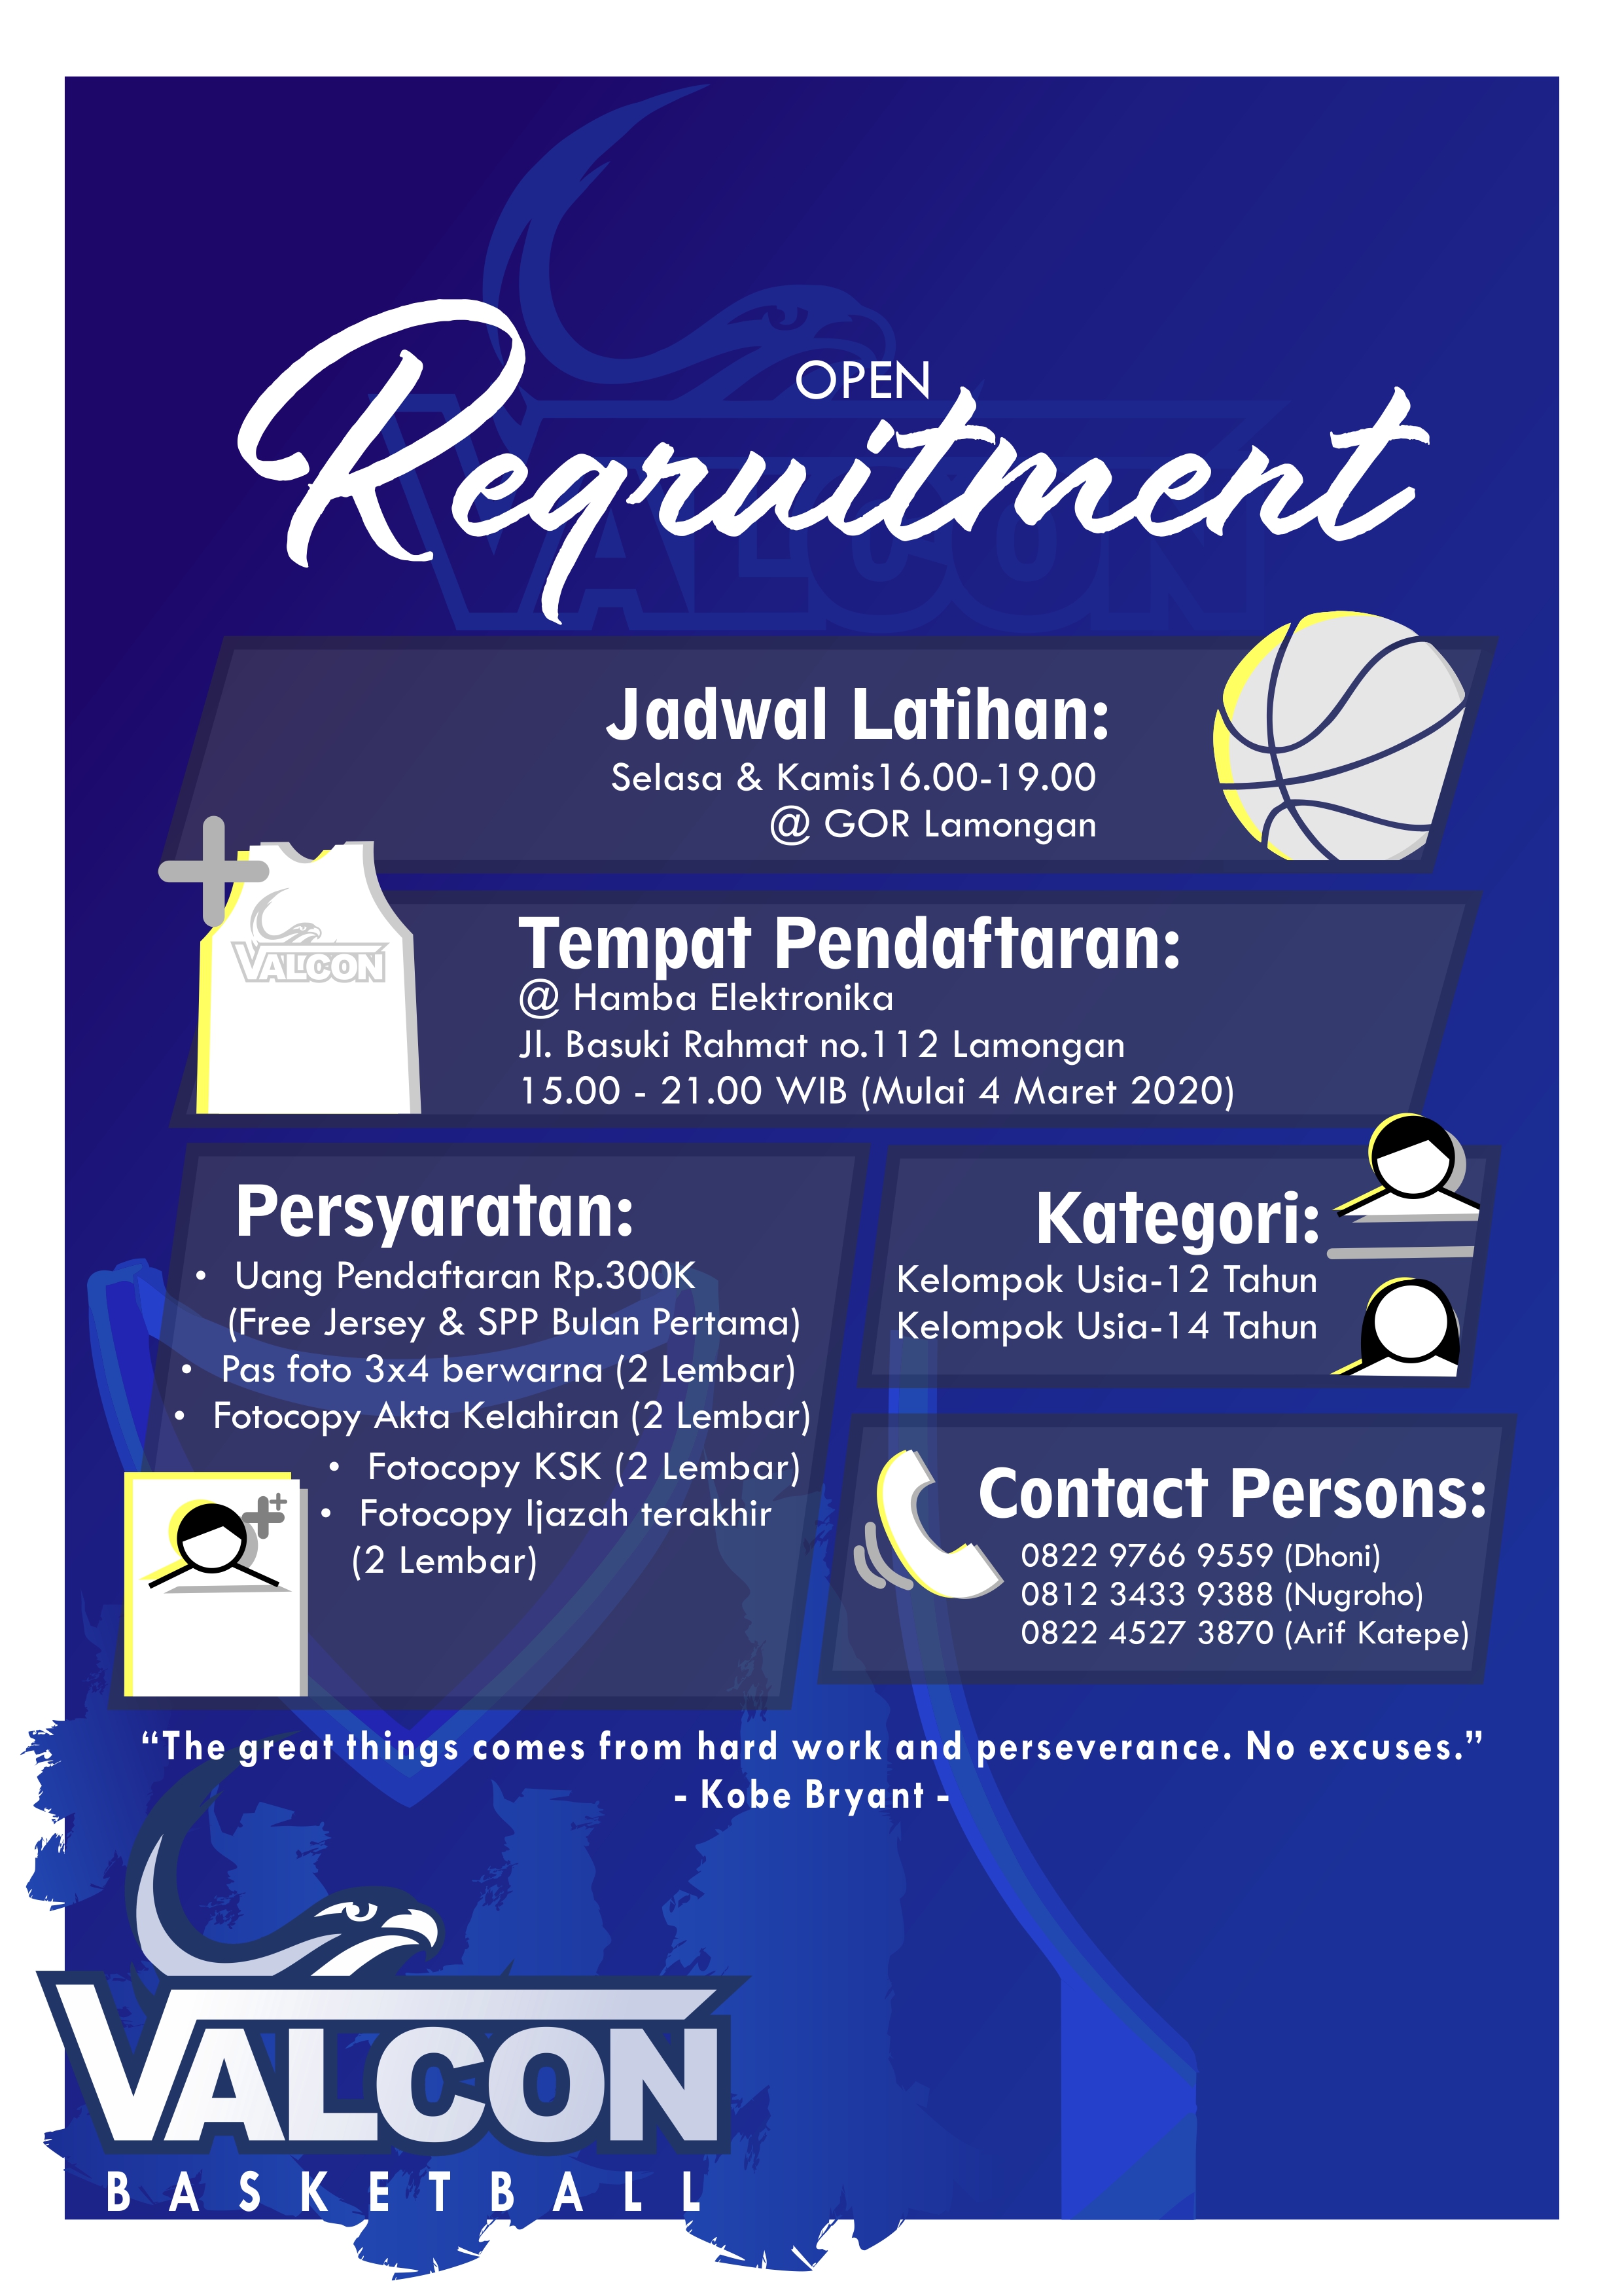 OPEN
Reqruitment
Jadwal Latihan:
Selasa & Kamis16.00-19.00
@ GOR Lamongan
VALCON
Tempat Pendaftaran:
@ Hamba Elektronika
Jl. Basuki Rahmat no.112 Lamongan
15.00 - 21.00 WIB (Mulai 4 Maret 2020)
Persyaratan:
• Uang Pendaftaran Rp.300K
(Free Jersey & SPP Bulan Pertama)
• Pas foto 3x4 berwarna (2 Lembar)
• Fotocopy Akta Kelahiran (2 Lembar)
• Fotocopy KSK (2 Lembar)
• Fotocopy Ijazah terakhir
(2 Lembar)
Kategori:
Kelompok Usia-12 Tahun
Kelompok Usia-14 Tahun
Contact Persons:
0822 9766 9559 (Dhoni)
0812 3433 9388 (Nugroho)
0822 4527 3870 (Arif Katepe)
“The great things comes from hard work and perseverance. No excuses.”
- Kobe Bryant -
VALCON
BASKETBALL
VALCON